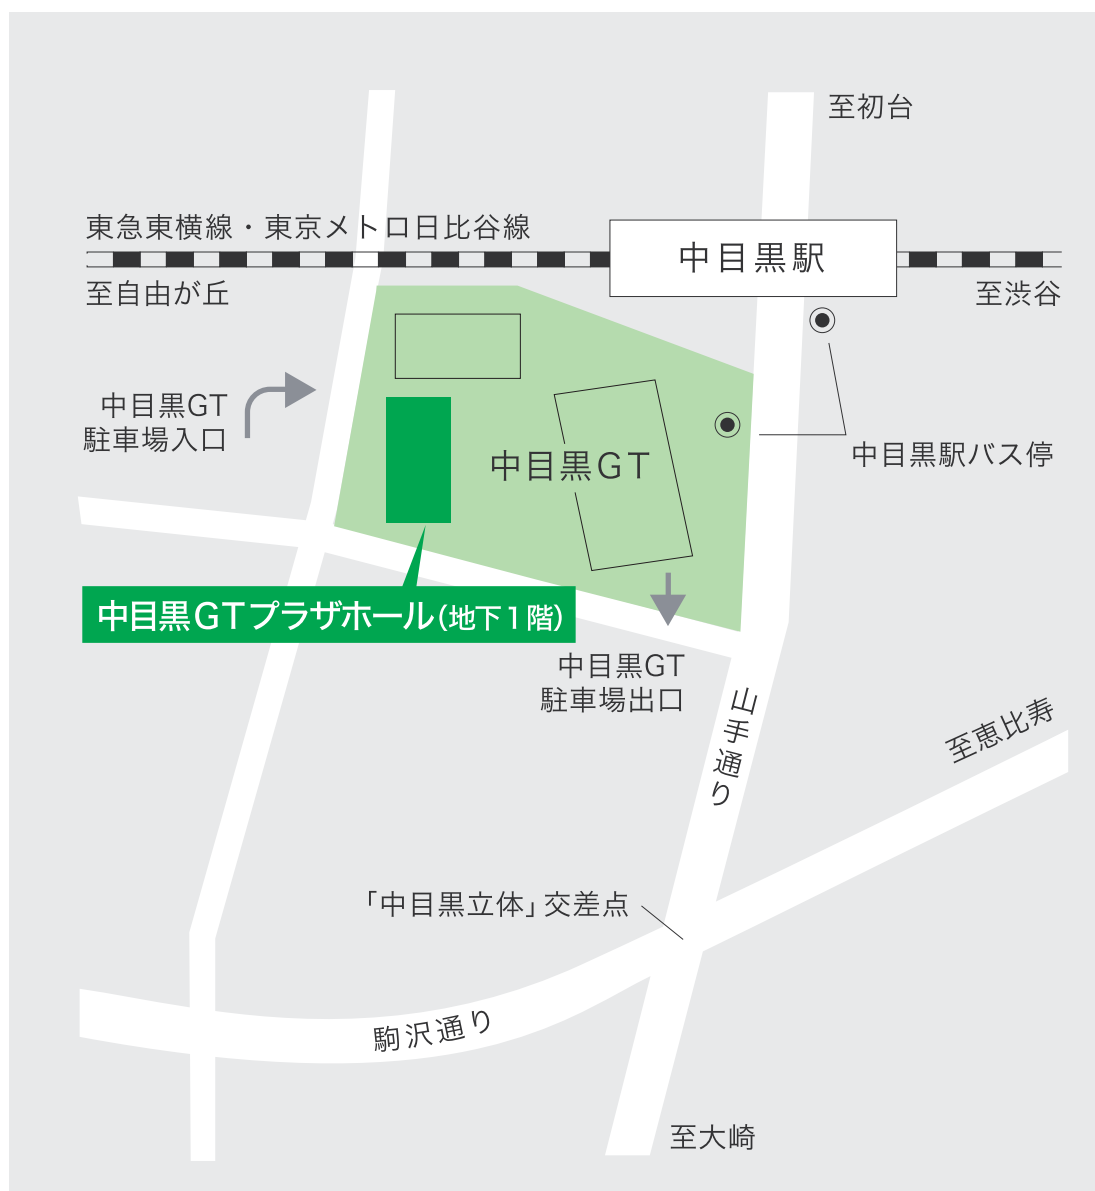 至初台
東急東横線・東京メトロ日比谷線
中目黒駅
至自由が丘
至渋谷
中目黒GT
駐車場入口
中目黒駅バス停
中目黒GT
中目黒GTプラザホール(地下1階)
中目黒GT
駐車場出口
山手通り
至恵比寿
「中目黒立体」交差点
駒沢通り
至大崎